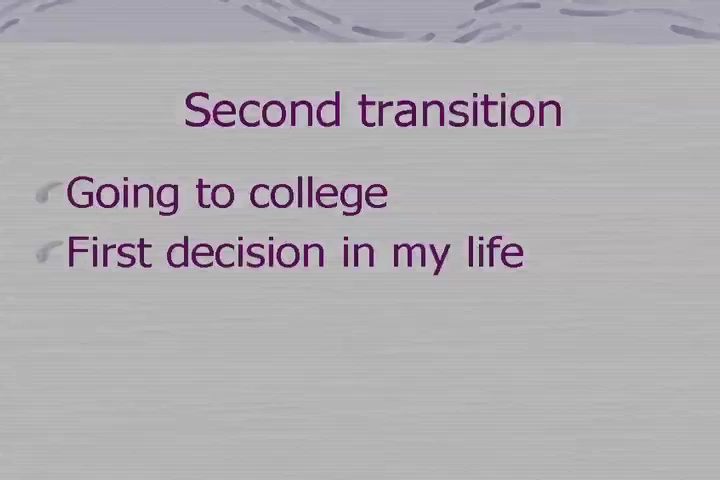 Second transition
Going to college
First decision in my life